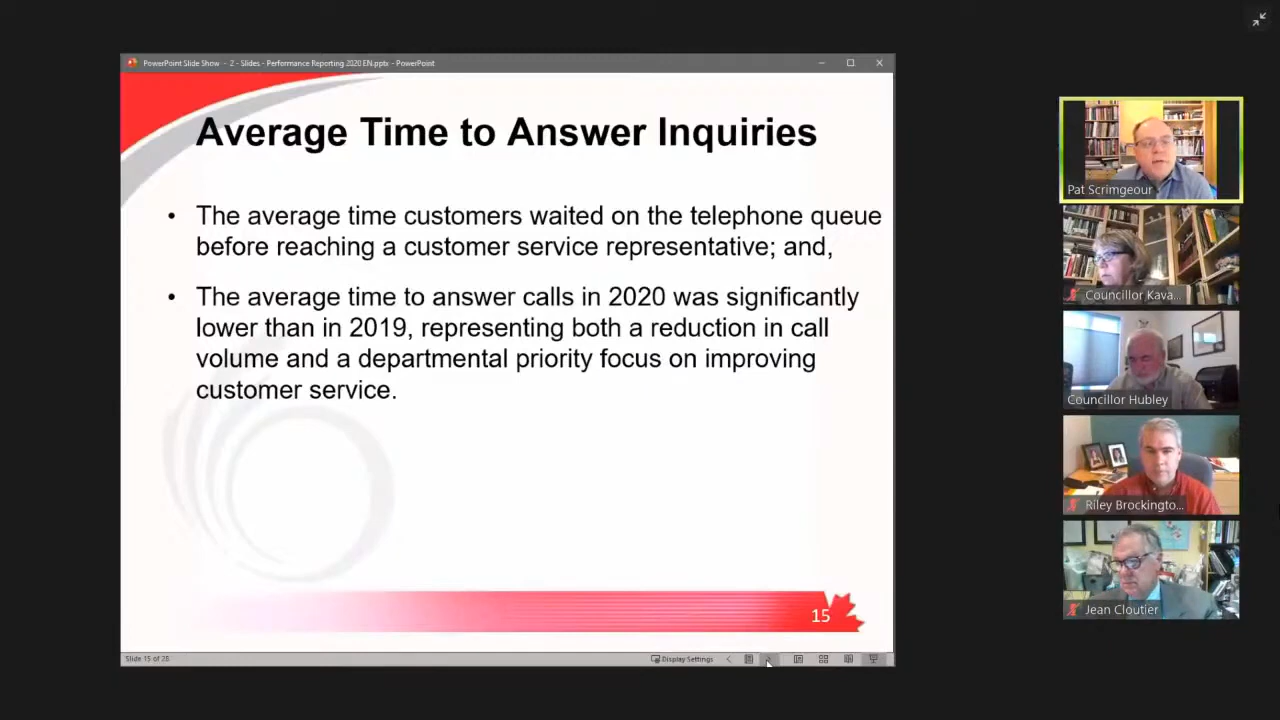 PowerPoint Slide Show - 2 - Slides - Performance Reporting 2020 EN.pptx - PowerPoint
Average Time to Answer Inquiries
• The average time customers waited on the telephone queue
before reaching a customer service representative; and,
• The average time to answer calls in 2020 was significantly
lower than in 2019, representing both a reduction in call
volume and a departmental priority focus on improving
customer service.
15
Slide 15 of 28
Display Settings
Pat Scrimgeour
Councillor Kava...
Councillor Hubley
Riley Brockingto...
Jean Cloutier